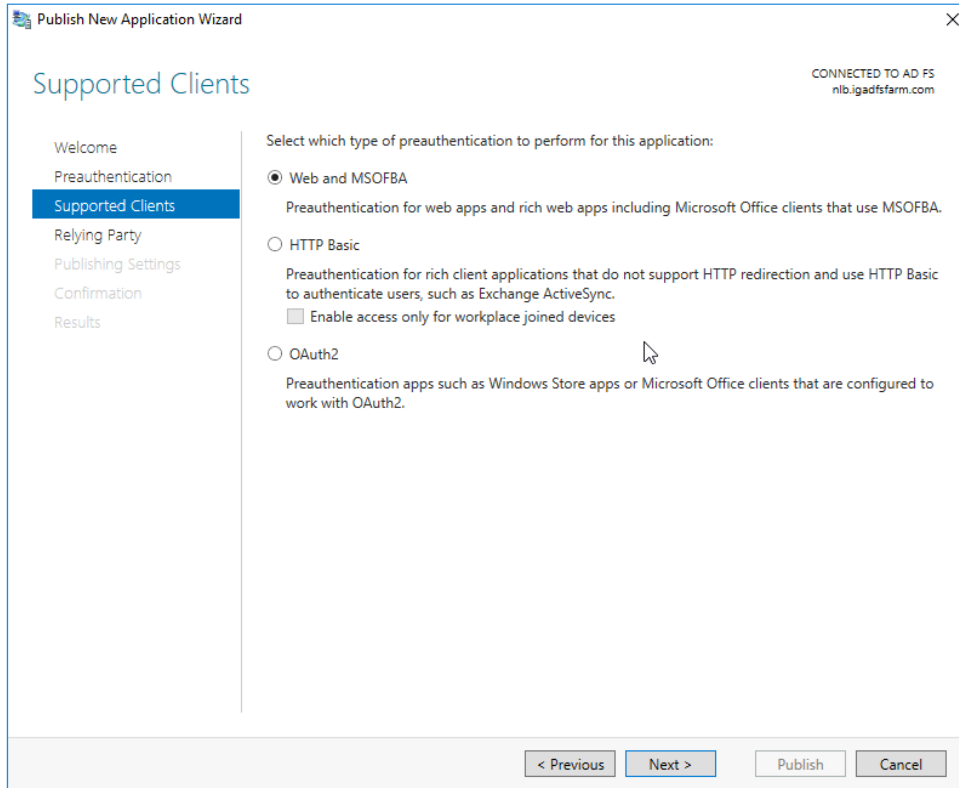 Publish New Application Wizard
Supported Clients
CONNECTED TO AD FS
nlb.igadfsfarm.com
Welcome
Preauthentication
Supported Clients
Relying Party
Publishing Settings
Confirmation
Results
Select which type of preauthentication to perform for this application:
Web and MSOFBA
Preauthentication for web apps and rich web apps including Microsoft Office clients that use MSOFBA.
HTTP Basic
Preauthentication for rich client applications that do not support HTTP redirection and use HTTP Basic
to authenticate users, such as Exchange ActiveSync.
Enable access only for workplace joined devices
OAuth2
Preauthentication apps such as Windows Store apps or Microsoft Office clients that are configured to
work with OAuth2.
< Previous
Next >
Publish
Cancel